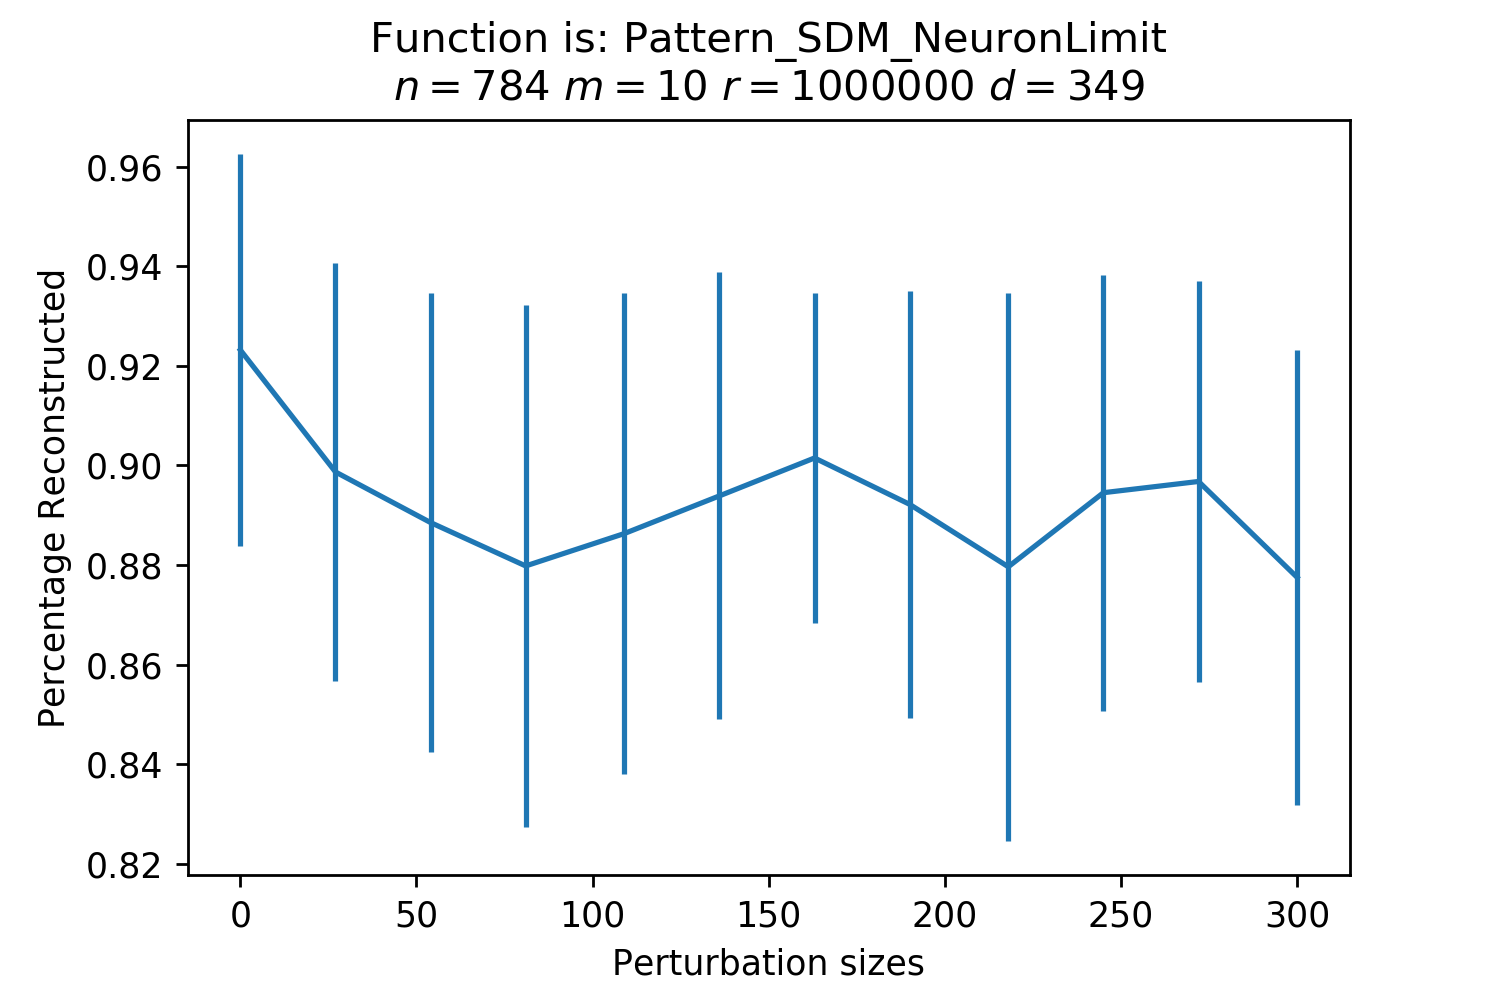 Function is: Pattern_SDM_NeuronLimit
n = 784 m = 10 r = 1000000 d = 349
Percentage Reconstructed
0.96
0.94
0.92
0.90
0.88
0.86
0.84
0.82
0 50 100 150 200 250 300
Perturbation sizes